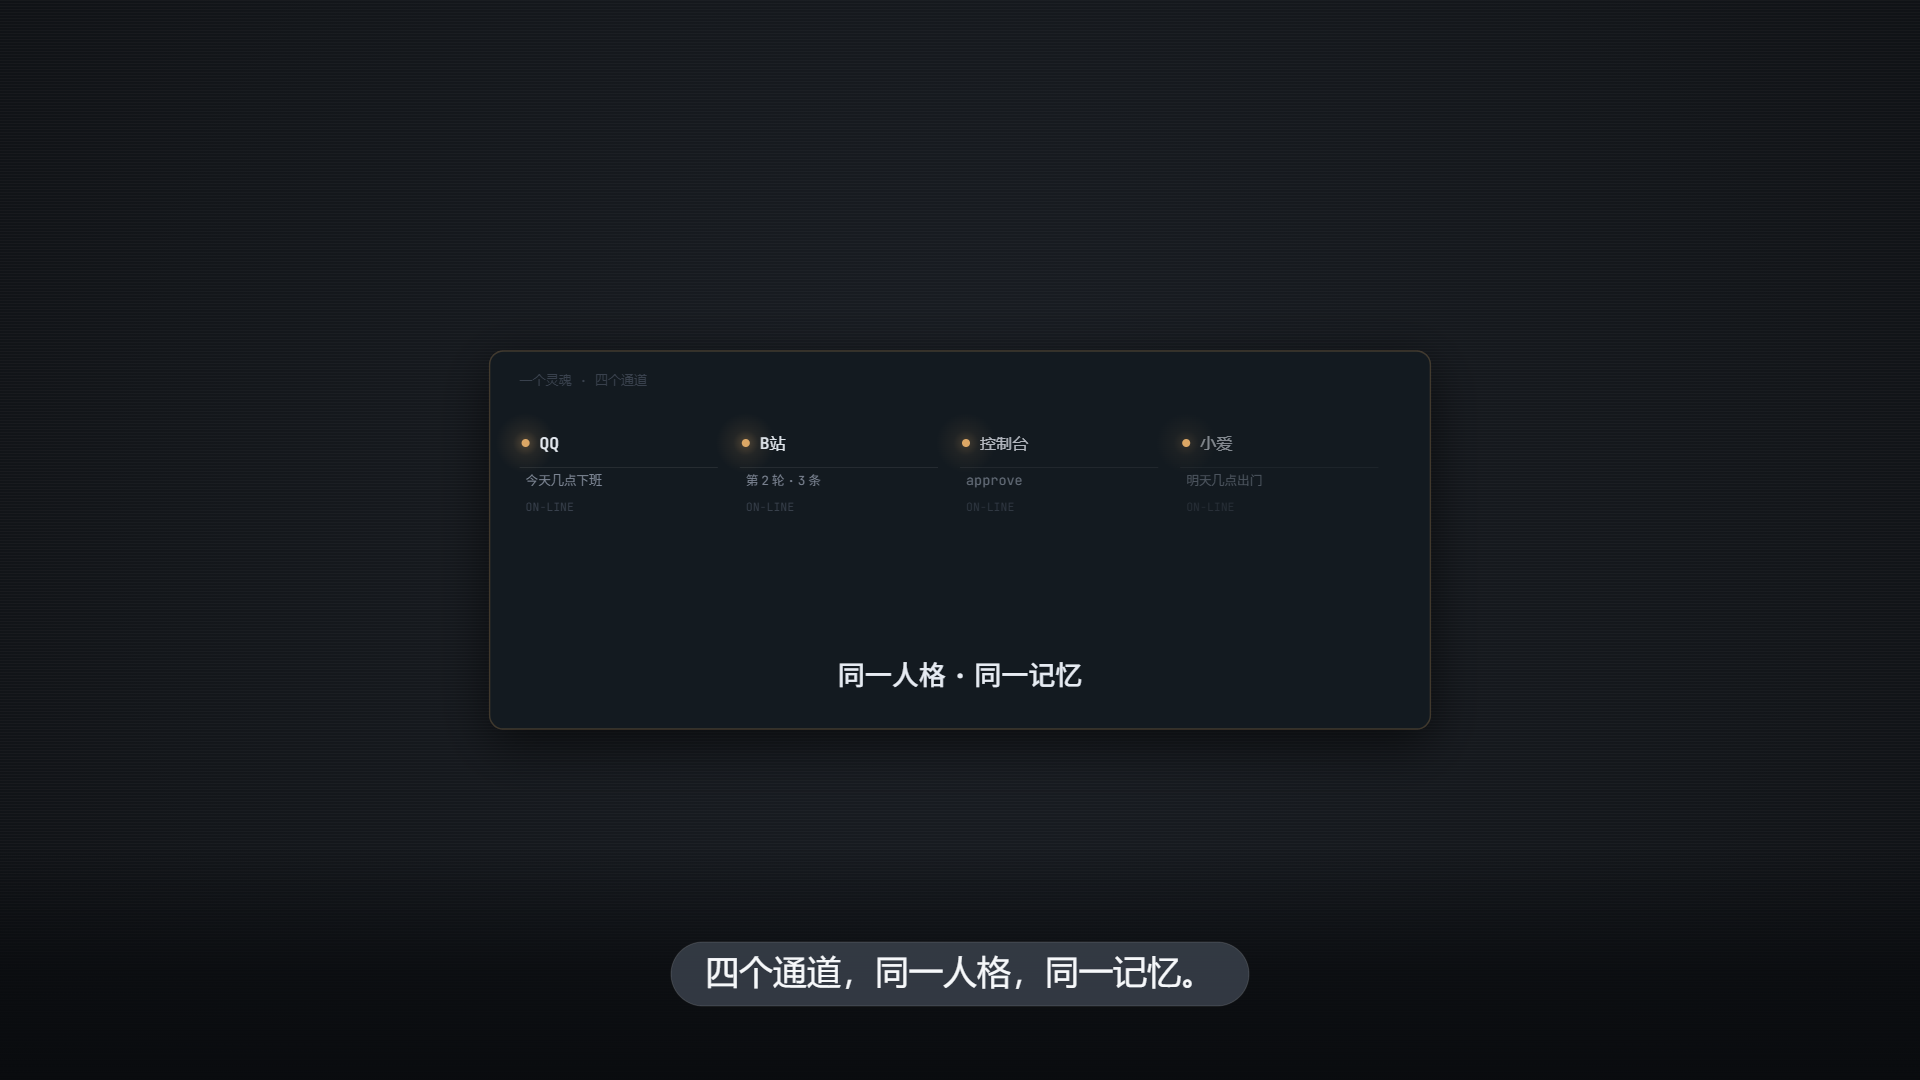 一个灵魂 · 四个通道
QQ B站 控制台 小爱
今天几点下班 第 2 轮 · 3 条 approve 明天几点出门
ON-LINE ON-LINE ON-LINE ON-LINE
同一人格 · 同一记忆
四个通道，同一人格，同一记忆。